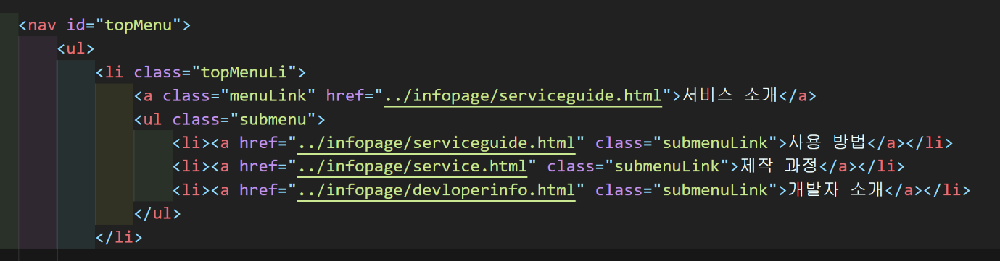 <nav id="topMenu">
<ul>
<li class="topMenuLi">
<a class="menuLink" href="../infopage/serviceguide.html">서비스 소개</a>
<ul class="submenu">
<li><a href="../infopage/serviceguide.html" class="submenuLink">사용 방법</a></li>
<li><a href="../infopage/service.html" class="submenuLink">제작 과정</a></li>
<li><a href="../infopage/devloperinfo.html" class="submenuLink">개발자 소개</a></li>
</ul>
</li>